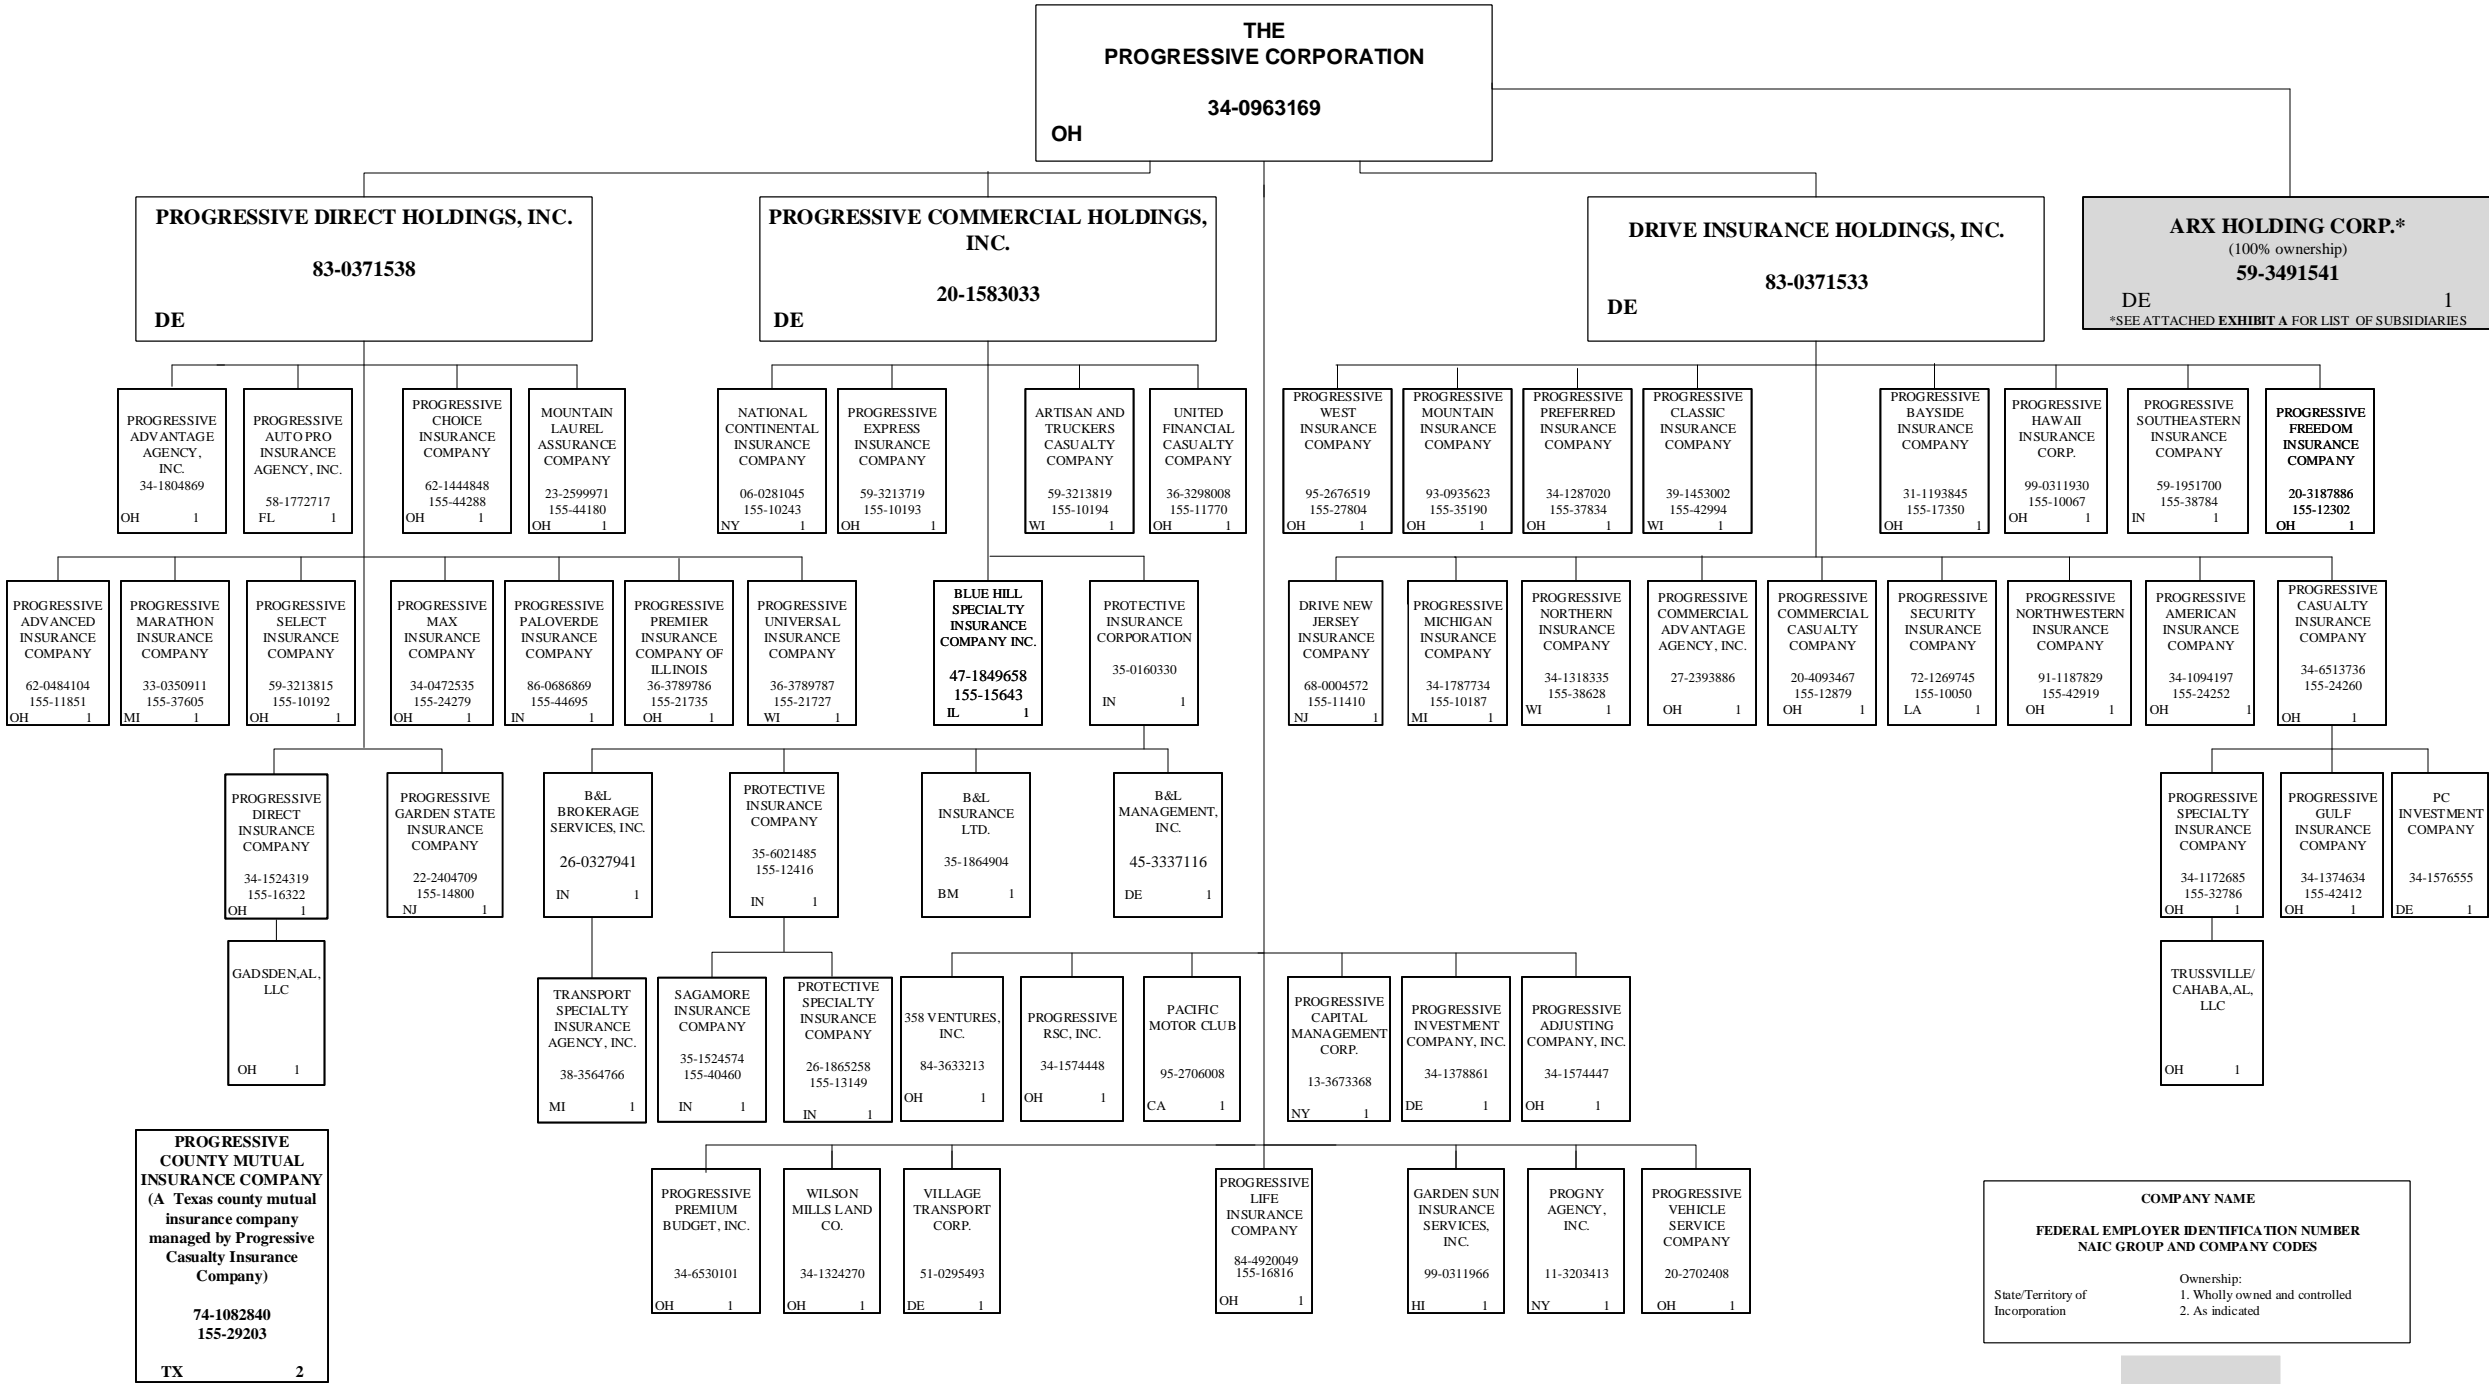 THE
PROGRESSIVE CORPORATION
34-0963169
OH
PROGRESSIVE DIRECT HOLDINGS, INC.
83-0371538
DE
PROGRESSIVE COMMERCIAL HOLDINGS,
INC.
20-1583033
DE
DRIVE INSURANCE HOLDINGS, INC.
83-0371533
DE
ARX HOLDING CORP.*
(100% ownership)
59-3491541
DE 1
*SEE ATTACHED EXHIBIT A FOR LIST OF SUBSIDIARIES
PROGRESSIVE
ADVANTAGE
AGENCY,
INC.
34-1804869
OH 1
PROGRESSIVE
AUTO PRO
INSURANCE
AGENCY, INC.
58-1772717
FL 1
PROGRESSIVE
CHOICE
INSURANCE
COMPANY
62-1444848
155-44288
OH 1
MOUNTAIN
LAUREL
ASSURANCE
COMPANY
23-2599971
155-44180
OH 1
NATIONAL
CONTINENTAL
INSURANCE
COMPANY
06-0281045
155-10243
NY 1
PROGRESSIVE
EXPRESS
INSURANCE
COMPANY
59-3213719
155-10193
OH 1
ARTISAN AND
TRUCKERS
CASUALTY
COMPANY
59-3213819
155-10194
WI 1
UNITED
FINANCIAL
CASUALTY
COMPANY
36-3298008
155-11770
OH 1
PROGRESSIVE
WEST
INSURANCE
COMPANY
95-2676519
155-27804
OH 1
PROGRESSIVE
MOUNTAIN
INSURANCE
COMPANY
93-0935623
155-35190
OH 1
PROGRESSIVE
PREFERRED
INSURANCE
COMPANY
34-1287020
155-37834
OH 1
PROGRESSIVE
CLASSIC
INSURANCE
COMPANY
39-1453002
155-42994
WI 1
PROGRESSIVE
BAYSIDE
INSURANCE
COMPANY
31-1193845
155-17350
OH 1
PROGRESSIVE
HAWAII
INSURANCE
CORP.
99-0311930
155-10067
OH 1
PROGRESSIVE
SOUTHEASTERN
INSURANCE
COMPANY
59-1951700
155-38784
IN 1
PROGRESSIVE
FREEDOM
INSURANCE
COMPANY
20-3187886
155-12302
OH 1
PROGRESSIVE
ADVANCED
INSURANCE
COMPANY
62-0484104
155-11851
OH 1
PROGRESSIVE
MARATHON
INSURANCE
COMPANY
33-0350911
155-37605
MI 1
PROGRESSIVE
SELECT
INSURANCE
COMPANY
59-3213815
155-10192
OH 1
PROGRESSIVE
MAX
INSURANCE
COMPANY
34-0472535
155-24279
OH 1
PROGRESSIVE
PALOVERDE
INSURANCE
COMPANY
86-0686869
155-44695
IN 1
PROGRESSIVE
PREMIER
INSURANCE
COMPANY OF
ILLINOIS
36-3789786
155-21735
OH 1
PROGRESSIVE
UNIVERSAL
INSURANCE
COMPANY
36-3789787
155-21727
WI 1
BLUE HILL
SPECIALTY
INSURANCE
COMPANY INC.
47-1849658
155-15643
IL 1
PROTECTIVE
INSURANCE
CORPORATION
35-0160330
IN 1
DRIVE NEW
JERSEY
INSURANCE
COMPANY
68-0004572
155-11410
NJ 1
PROGRESSIVE
MICHIGAN
INSURANCE
COMPANY
34-1787734
155-10187
MI 1
PROGRESSIVE
NORTHERN
INSURANCE
COMPANY
34-1318335
155-38628
WI 1
PROGRESSIVE
COMMERCIAL
ADVANTAGE
AGENCY, INC.
27-2393886
OH 1
PROGRESSIVE
COMMERCIAL
CASUALTY
COMPANY
20-4093467
155-12879
OH 1
PROGRESSIVE
SECURITY
INSURANCE
COMPANY
72-1269745
155-10050
LA 1
PROGRESSIVE
NORTHWESTERN
INSURANCE
COMPANY
91-1187829
155-42919
OH 1
PROGRESSIVE
AMERICAN
INSURANCE
COMPANY
34-1094197
155-24252
OH 1
PROGRESSIVE
CASUALTY
INSURANCE
COMPANY
34-6513736
155-24260
OH 1
PROGRESSIVE
DIRECT
INSURANCE
COMPANY
34-1524319
155-16322
OH 1
PROGRESSIVE
GARDEN STATE
INSURANCE
COMPANY
22-2404709
155-14800
NJ 1
B&L
BROKERAGE
SERVICES, INC.
26-0327941
IN 1
PROTECTIVE
INSURANCE
COMPANY
35-6021485
155-12416
IN 1
B&L
INSURANCE
LTD.
35-1864904
BM 1
B&L
MANAGEMENT,
INC.
45-3337116
DE 1
PROGRESSIVE
SPECIALTY
INSURANCE
COMPANY
34-1172685
155-32786
OH 1
PROGRESSIVE
GULF
INSURANCE
COMPANY
34-1374634
155-42412
OH 1
PC
INVESTMENT
COMPANY
34-1576555
DE 1
GADSDEN,AL,
LLC
OH 1
TRANSPORT
SPECIALTY
INSURANCE
AGENCY, INC.
38-3564766
MI 1
SAGAMORE
INSURANCE
COMPANY
35-1524574
155-40460
IN 1
PROTECTIVE
SPECIALTY
INSURANCE
COMPANY
26-1865258
155-13149
IN 1
358 VENTURES,
INC.
84-3633213
OH 1
PROGRESSIVE
RSC, INC.
34-1574448
OH 1
PACIFIC
MOTOR CLUB
95-2706008
CA 1
PROGRESSIVE
CAPITAL
MANAGEMENT
CORP.
13-3673368
NY 1
PROGRESSIVE
INVESTMENT
COMPANY, INC.
34-1378861
DE 1
PROGRESSIVE
ADJUSTING
COMPANY, INC.
34-1574447
OH 1
TRUSSVILLE/
CAHABA,AL,
LLC
OH 1
PROGRESSIVE
COUNTY MUTUAL
INSURANCE COMPANY
(A Texas county mutual
insurance company
managed by Progressive
Casualty Insurance
Company)
74-1082840
155-29203
TX 2
PROGRESSIVE
PREMIUM
BUDGET, INC.
34-6530101
OH 1
WILSON
MILLS LAND
CO.
34-1324270
OH 1
VILLAGE
TRANSPORT
CORP.
51-0295493
DE 1
PROGRESSIVE
LIFE
INSURANCE
COMPANY
84-4920049
155-16816
OH 1
GARDEN SUN
INSURANCE
SERVICES,
INC.
99-0311966
HI 1
PROGNY
AGENCY,
INC.
11-3203413
NY 1
PROGRESSIVE
VEHICLE
SERVICE
COMPANY
20-2702408
OH 1
COMPANY NAME
FEDERAL EMPLOYER IDENTIFICATION NUMBER
NAIC GROUP AND COMPANY CODES
Ownership:
State/Territory of 1. Wholly owned and controlled
Incorporation 2. As indicated